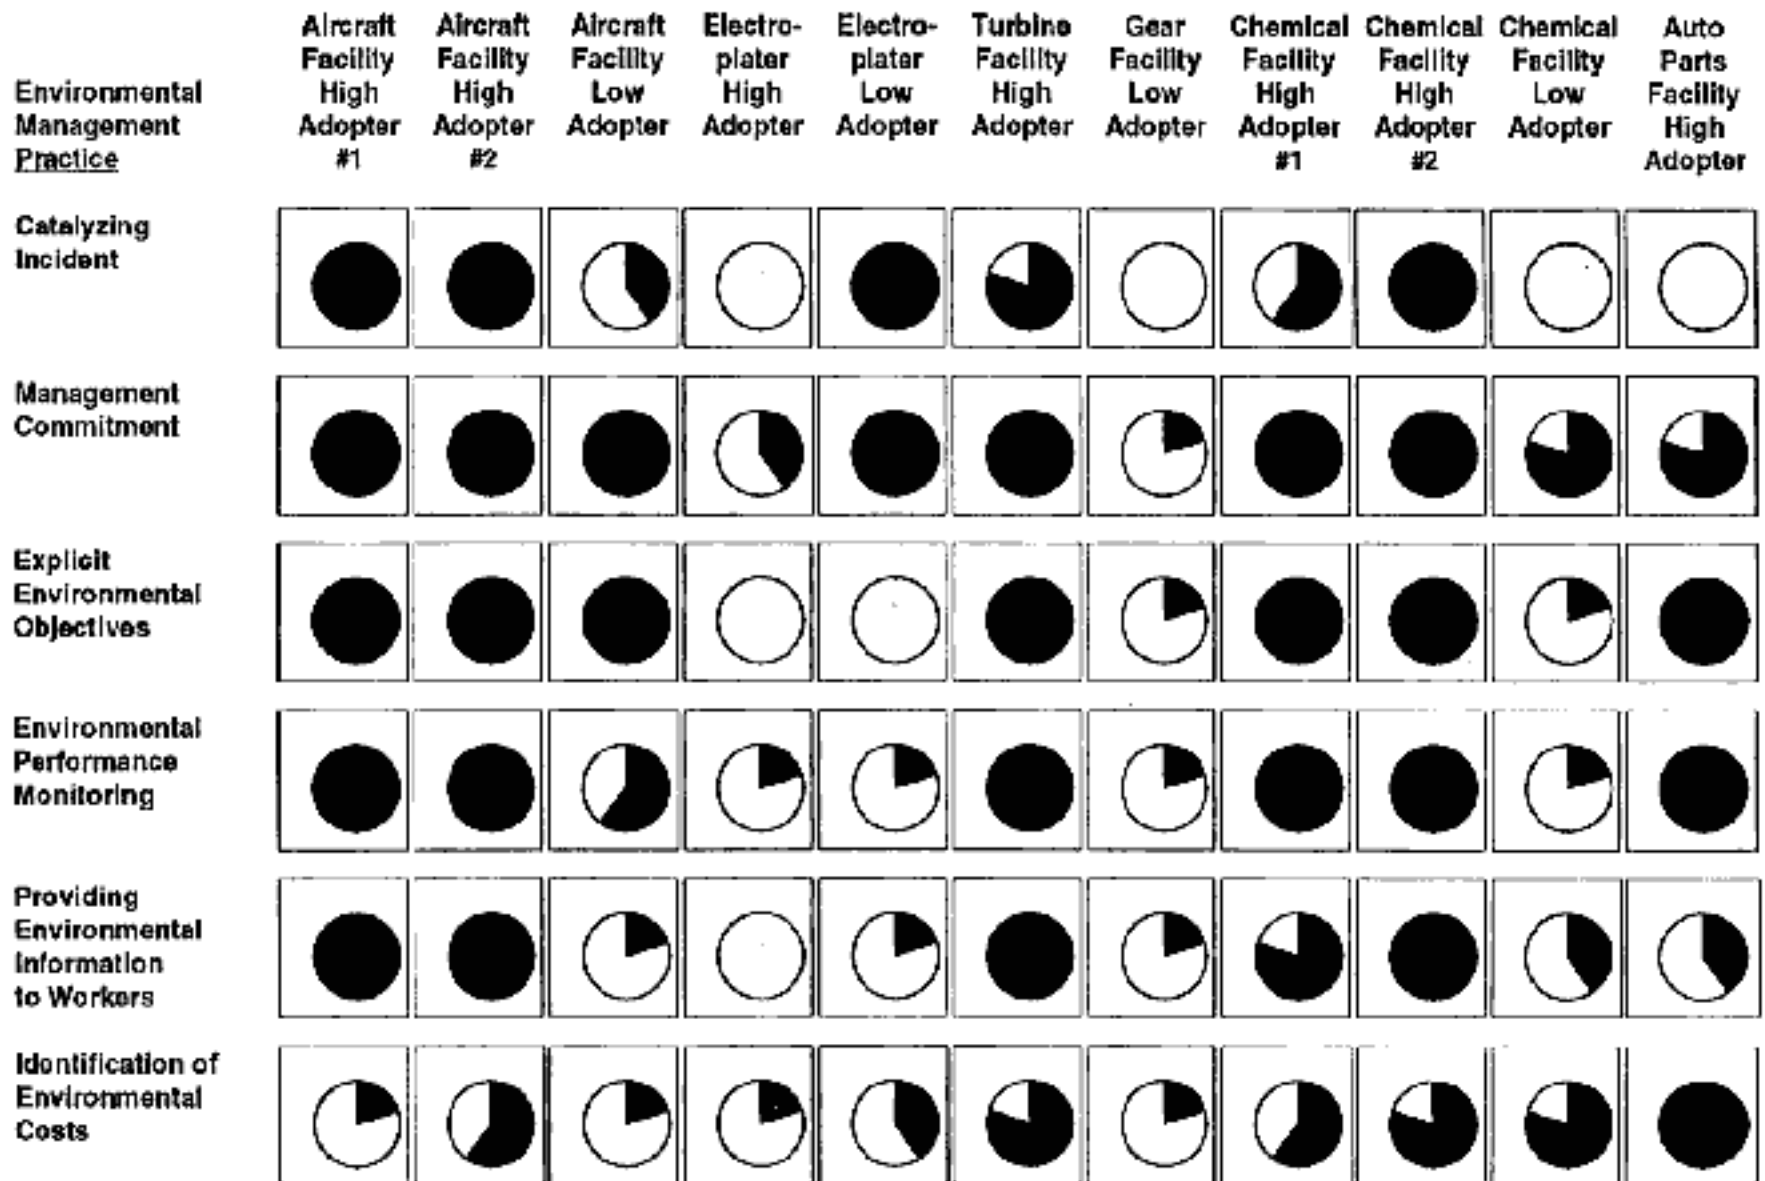 Environmental
Management
Practice
Aircraft
Facility
High
Adopter
#1
Aircraft
Facility
High
Adopter
#2
Aircraft
Facility
Low
Adopter
Electro-
plater
High
Adopter
Electro-
plater
Low
Adopter
Turbine
Facility
High
Adopter
Gear
Facility
Low
Adopter
Chemical
Facility
High
Adopter
#1
Chemical
Facility
High
Adopter
#2
Chemical
Facility
Low
Adopter
Auto
Parts
Facility
High
Adopter
Catalyzing
Incident
Management
Commitment
Explicit
Environmental
Objectives
Environmental
Performance
Monitoring
Providing
Environmental
Information
to Workers
Identification of
Environmental
Costs